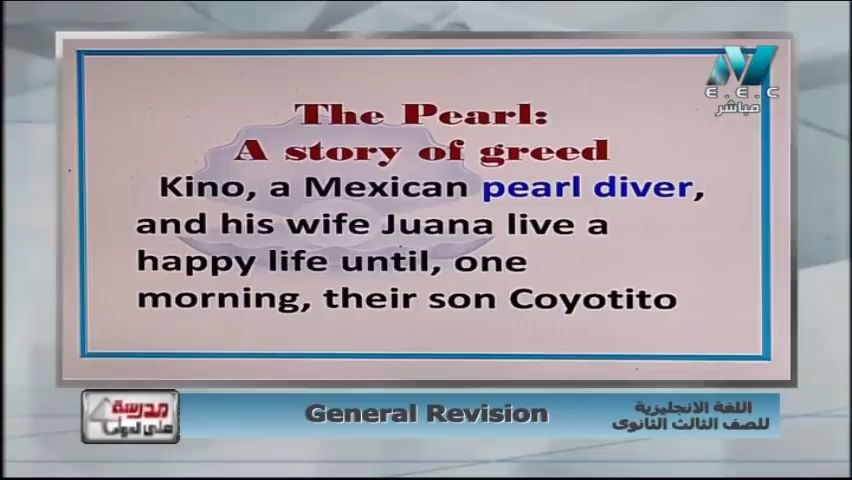 E.E.C
مباشر
The Pearl:
A story of greed
Kino, a Mexican pearl diver,
and his wife Juana live a
happy life until, one
morning, their son Coyotito
مدرسة
على الهواء
General Revision
اللغة الانجليزية
للصف الثالث الثانوى